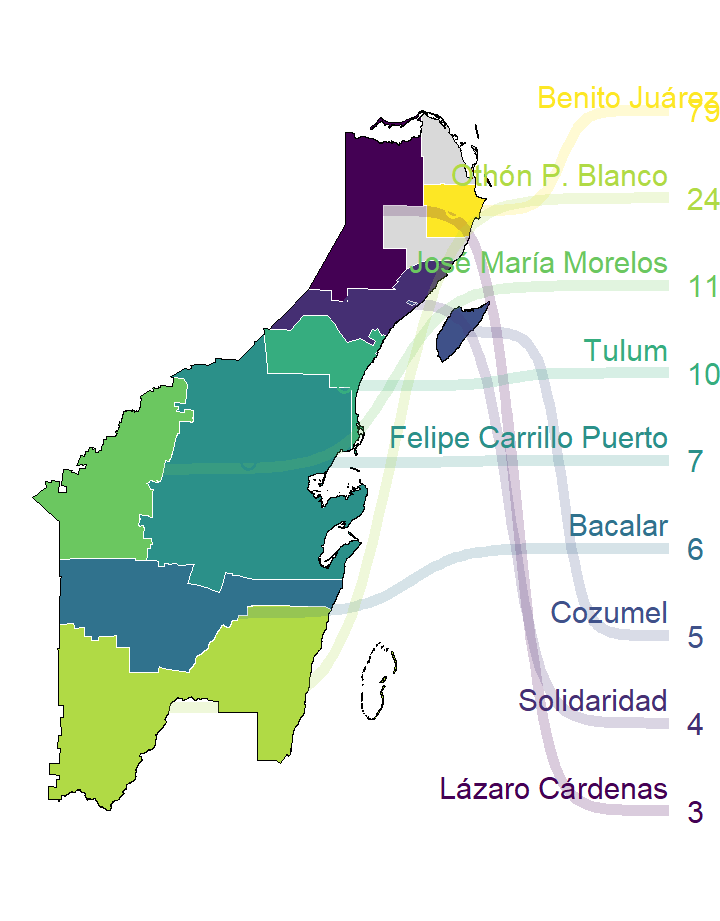 Benito Juárez 79
Othón P. Blanco 24
José María Morelos 11
Tulum 10
Felipe Carrillo Puerto 7
Bacalar 6
Cozumel 5
Solidaridad 4
Lázaro Cárdenas 3